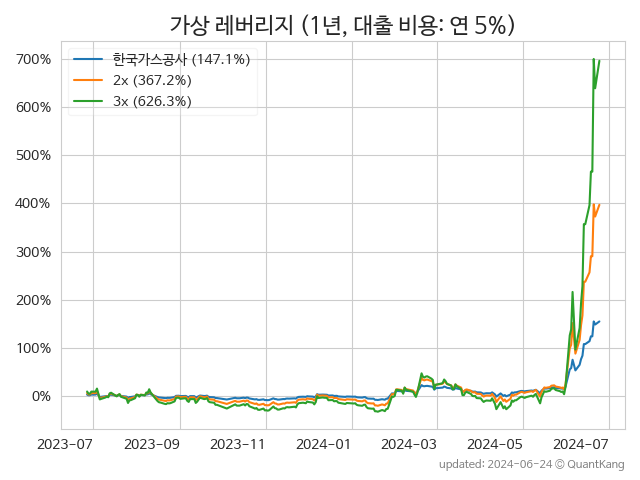 가상 레버리지 (1년, 대출 비용: 연 5%)
한국가스공사 (147.1%)
2x (367.2%)
3x (626.3%)
700%
600%
500%
400%
300%
200%
100%
0%
2023-07 2023-09 2023-11 2024-01 2024-03 2024-05 2024-07
updated: 2024-06-24 © QuantKang